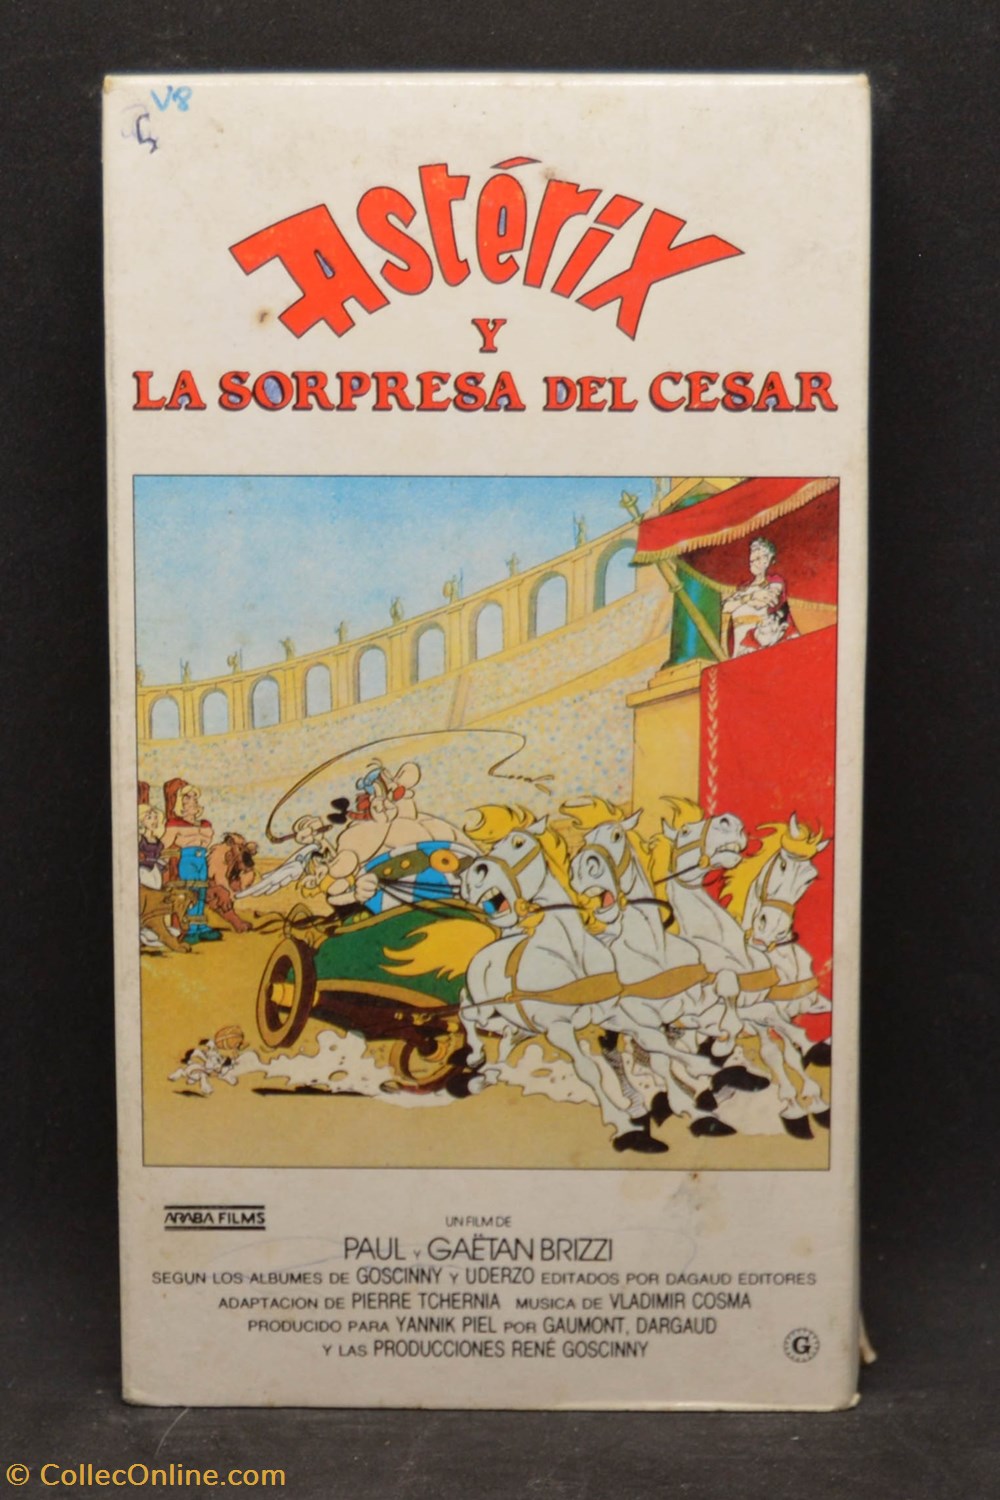 V8
Astérix
Y
LA SORPRESA DEL CESAR
ARABA FILMS
UN FILM DE
PAUL Y GAËTAN BRIZZI
SEGUN LOS ALBUMES DE GOSCINNY Y UDERZO EDITADOS POR DAGAUD EDITORES
ADAPTACION DE PIERRE TCHERNIA MUSICA DE VLADIMIR COSMA
PRODUCIDO PARA YANNIK PIEL POR GAUMONT, DARGAUD
Y LAS PRODUCCIONES RENÉ GOSCINNY
G
© CollecOnline.com